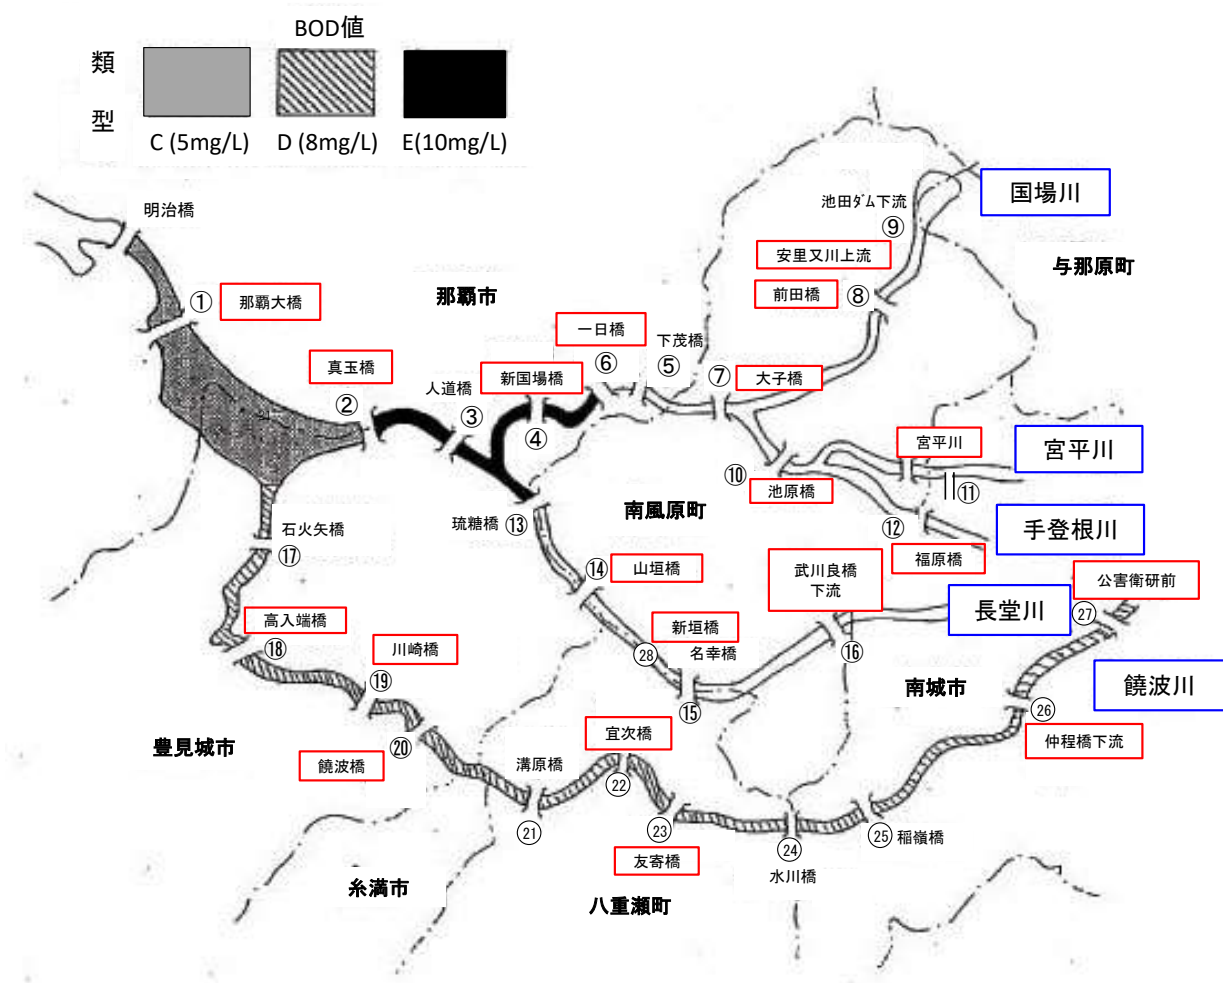 BOD値
類
型
C (5mg/L)
D (8mg/L)
E(10mg/L)
明治橋
池田ダム下流
⑨
国場川
安里又川上流
与那原町
①
那覇大橋
那覇市
前田橋
⑧
一日橋
下茂橋
真玉橋
新国場橋
⑥
⑤
⑦
大子橋
人道橋
②
③
④
宮平川
宮平川
⑩
池原橋
⑪
琉糖橋
⑬
南風原町
⑫
手登根川
石火矢橋
⑰
福原橋
⑭
山垣橋
武川良橋
下流
公害衛研前
長堂川
㉗
高入端橋
新垣橋
⑱
川崎橋
㉘
名幸橋
⑯
⑲
⑮
南城市
饒波川
㉖
豊見城市
⑳
宜次橋
仲程橋下流
饒波橋
溝原橋
㉒
㉑
㉓
㉔
㉕
稲嶺橋
友寄橋
水川橋
糸満市
八重瀬町